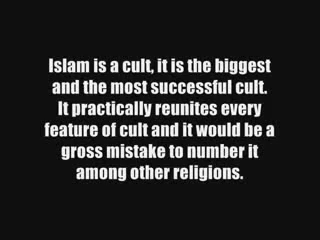 Islam is a cult, it is the biggest
and the most successful cult.
It practically reunites every
feature of cult and it would be a
gross mistake to number it
among other religions.